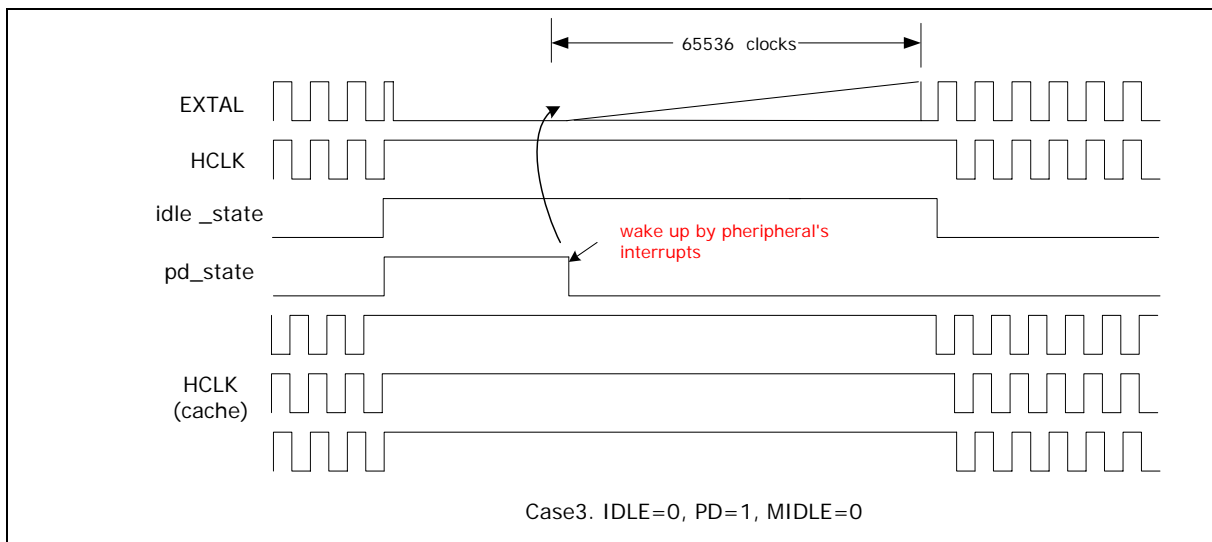 65536 clocks
EXTAL
HCLK
idle _state
wake up by pheripheral's
interrupts
pd_state
HCLK
(cache)
Case3. IDLE=0, PD=1, MIDLE=0